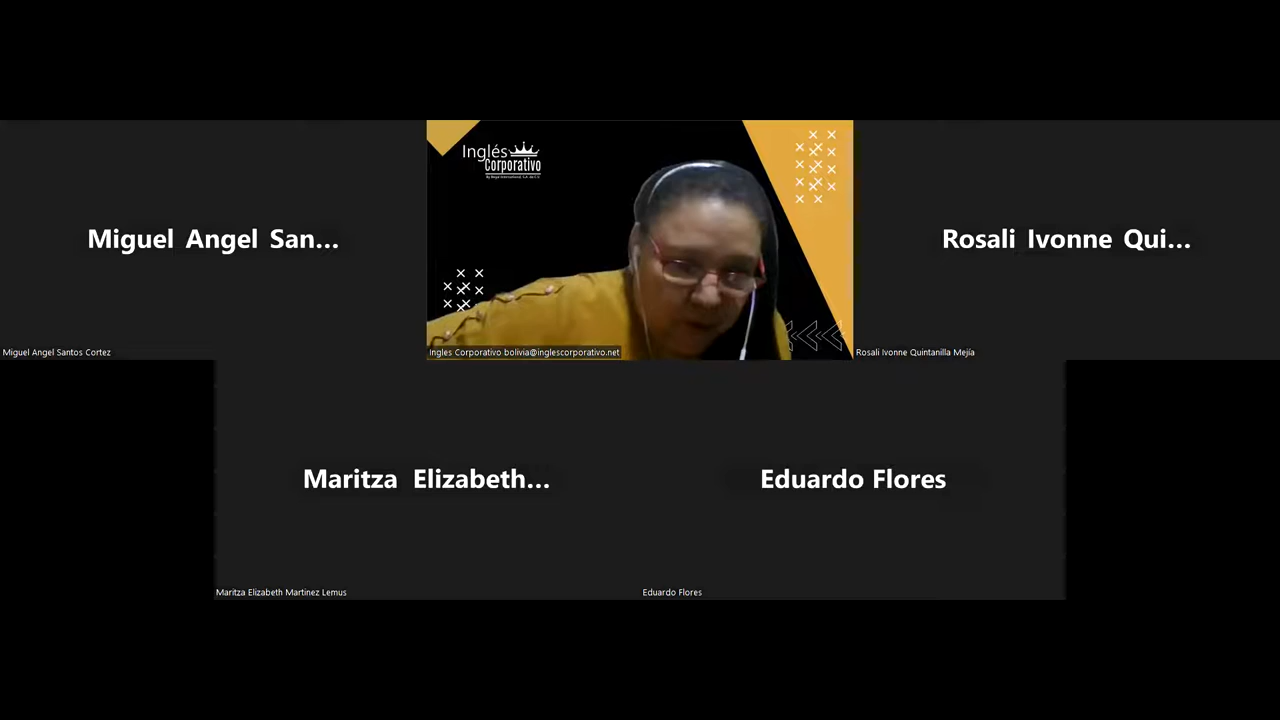 Inglés
Corporativo
Miguel Angel San...
Rosali Ivonne Qui...
Miguel Angel Santos Cortez
Ingles Corporativo bolivia@inglescorporativo.net
Rosali Ivonne Quintanilla Mejía
Maritza Elizabeth...
Eduardo Flores
Maritza Elizabeth Martinez Lemus
Eduardo Flores